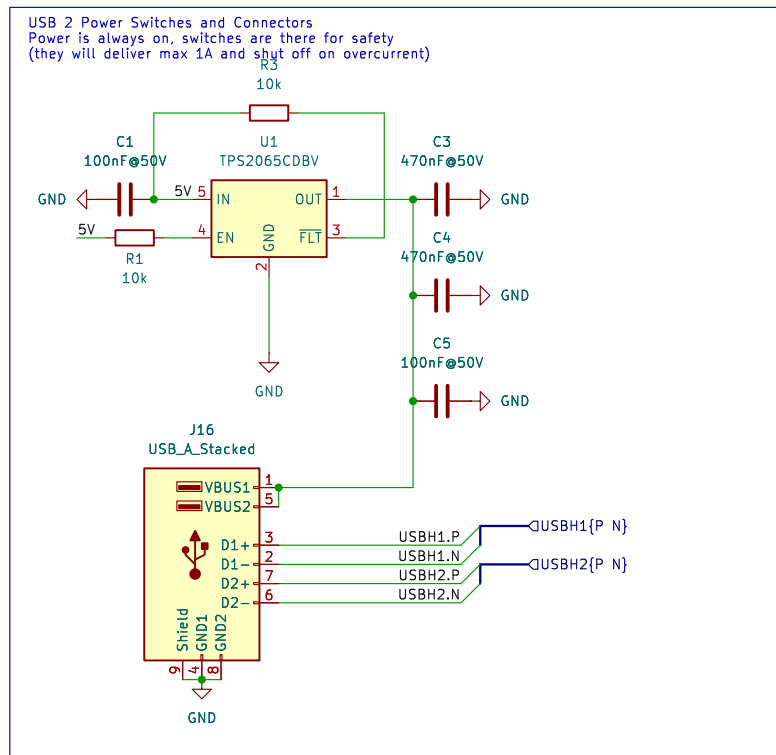 USB 2 Power Switches and Connectors
Power is always on, switches are there for safety
(they will deliver max 1A and shut off on overcurrent)
R3
10k
C1
100nF@50V
U1
TPS2065CDBV
C3
470nF@50V
GND
5V 5 IN OUT 1
GND
5V
R1
10k
4 EN GND FLT 3
2
C4
470nF@50V
GND
C5
100nF@50V
GND
GND
J16
USB_A_Stacked
VBUS1 1
VBUS2 5
D1+ 3 USBH1.P
D1- 2 USBH1.N
D2+ 7 USBH2.P
D2- 6 USBH2.N
USBH1{P N}
USBH2{P N}
Shield GND1 GND2
9 4 8
GND